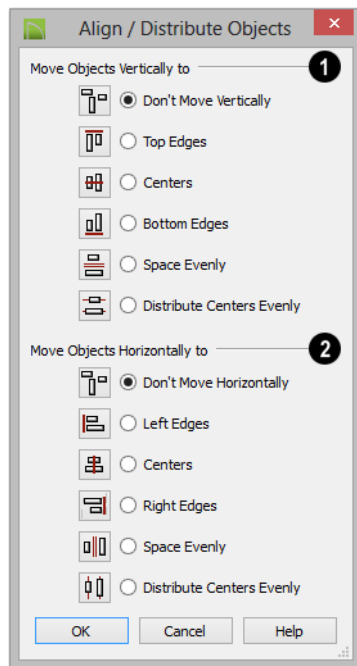 Align / Distribute Objects
Move Objects Vertically to 1
Don't Move Vertically
Top Edges
Centers
Bottom Edges
Space Evenly
Distribute Centers Evenly
Move Objects Horizontally to 2
Don't Move Horizontally
Left Edges
Centers
Right Edges
Space Evenly
Distribute Centers Evenly
OK Cancel Help